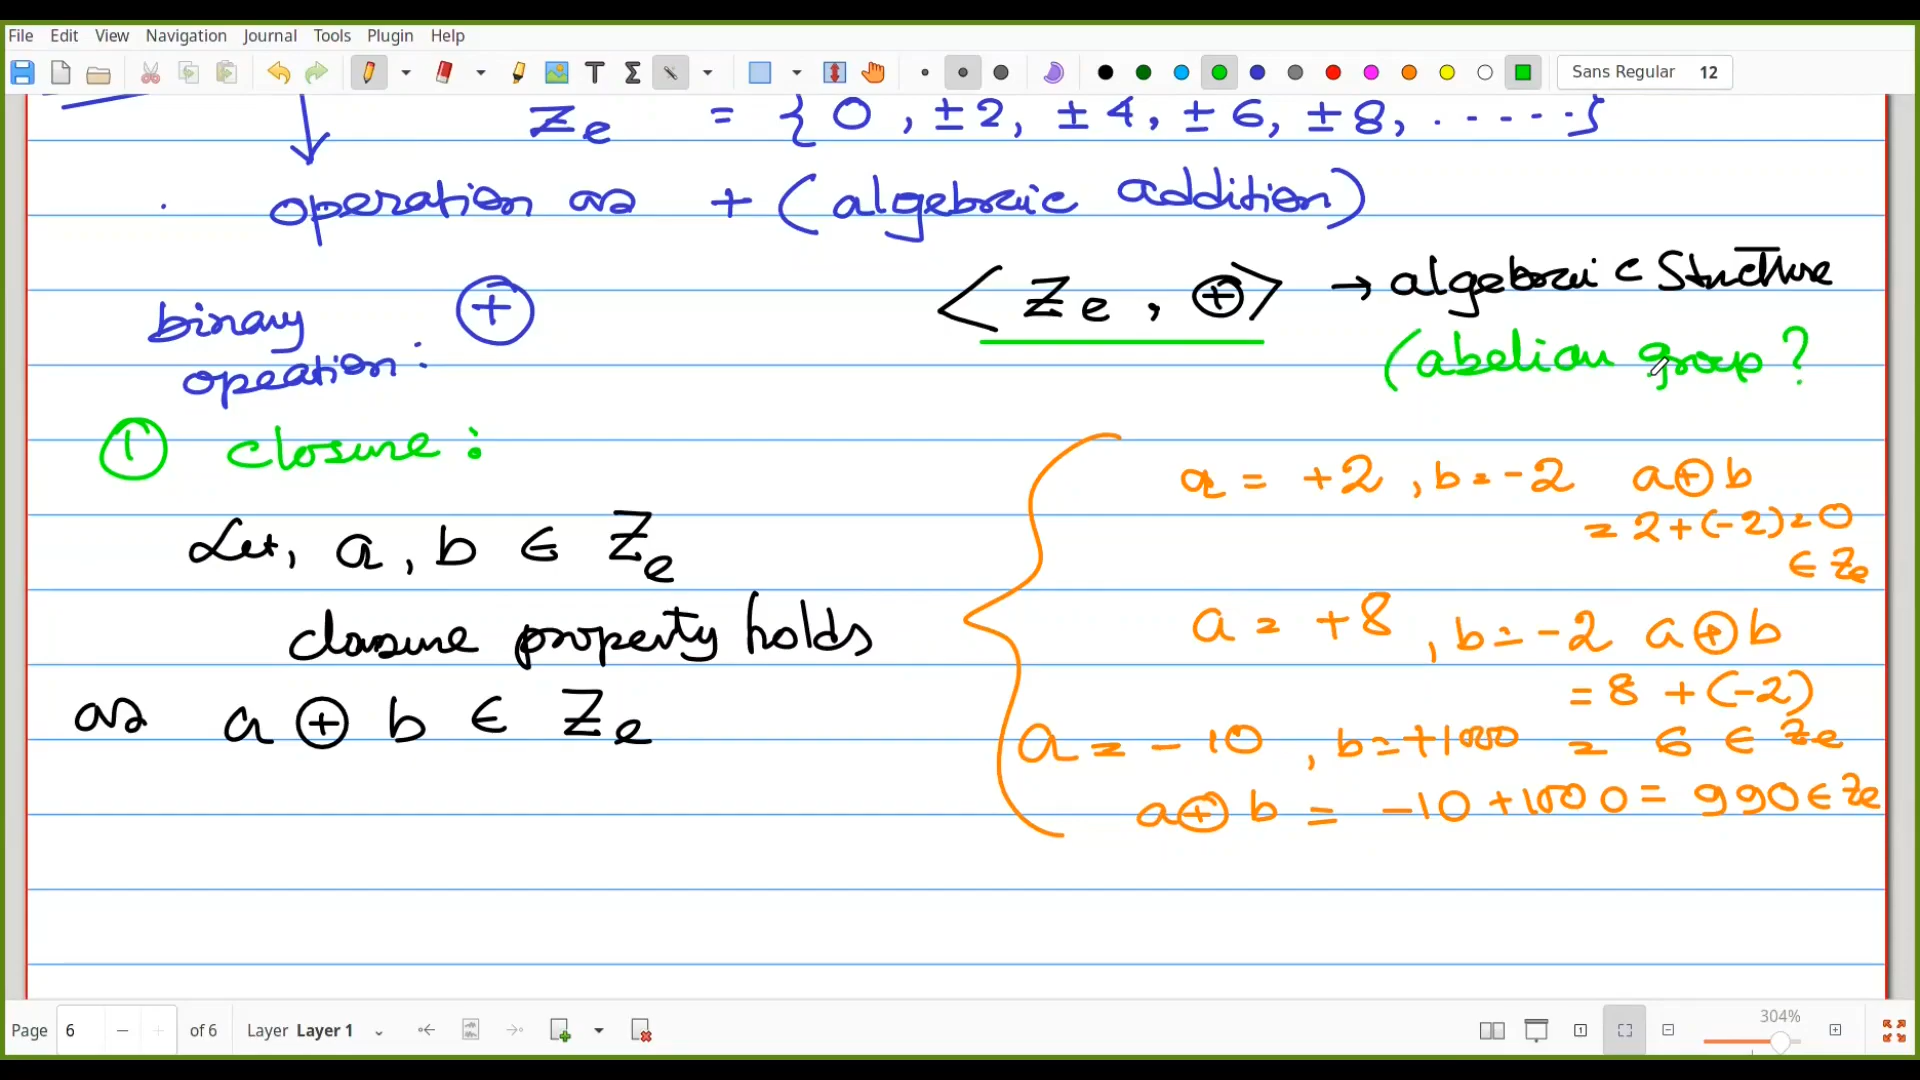 File Edit View Navigation Journal Tools Plugin Help
Sans Regular 12
Ze = { 0 , ±2, ± 4, ± 6, ± 8, . - - - - · }
operation as + (algebraic addition)
binary opeation : ⊕
< Ze , ⊕> → algebraic Structure
(abelian group ?
① closure :
Let, a , b ∈ Ze
closure property holds
as a ⊕ b ∈ Ze
a = +2 , b = -2 a ⊕ b
= 2+(-2) = 0
∈ Ze
a = +8 , b = -2 a ⊕ b
= 8 + (-2)
= 6 ∈ Ze
a = - 10 , b = +1000
a ⊕ b = -10 +1000 = 990 ∈ Ze
Page 6 of 6 Layer Layer 1 304%